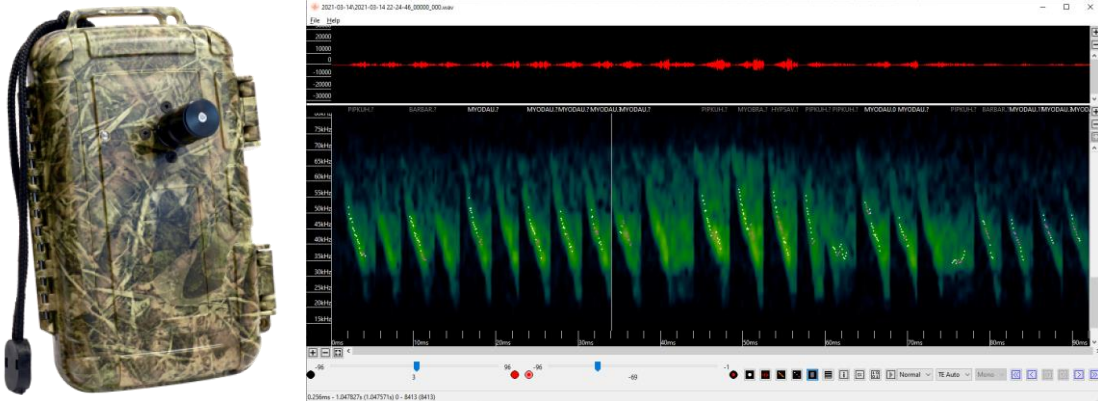 2021-03-14\2021-03-14 22-24-46_00000_000.wav
File Help
20000
10000
0
-10000
-20000
-30000
PIPKUH.? BARBAR.? MYODAU.? MYODAU.? MYODAU.? MYODAU.? MYODAU.? PIPKUH.? MYOBRA.? HYPSAV.? PIPKUH.? PIPKUH.? MYODAU.0 MYODAU.? PIPKUH.? BARBAR.? MYODAU.? MYODAU.?
75kHz
70kHz
65kHz
60kHz
55kHz
50kHz
45kHz
40kHz
35kHz
30kHz
25kHz
20kHz
15kHz
0ms 10ms 20ms 30ms 40ms 50ms 60ms 70ms 80ms 90ms
-96 96 -96 -1
3 -69
Normal TE Auto Mono
0.256ms - 1.047827s (1.047571s) 0 - 8413 (8413)